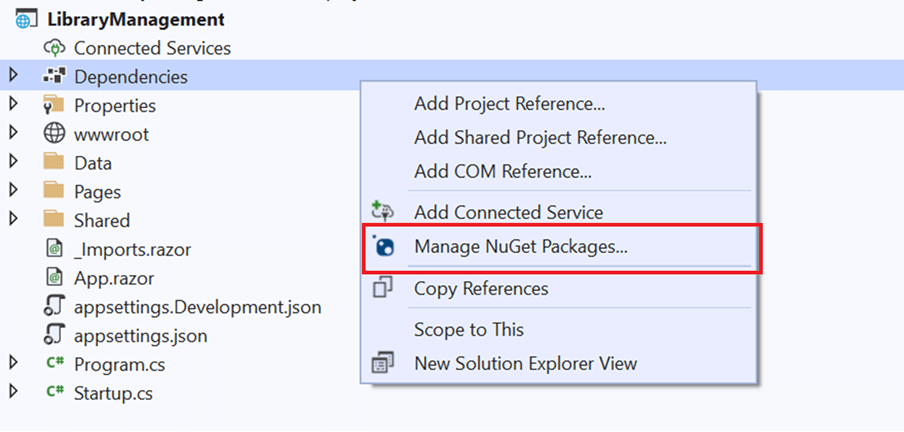 LibraryManagement
Connected Services
Dependencies
Properties
wwwroot
Data
Pages
Shared
_Imports.razor
App.razor
appsettings.Development.json
appsettings.json
C# Program.cs
C# Startup.cs
Add Project Reference...
Add Shared Project Reference...
Add COM Reference...
Add Connected Service
Manage NuGet Packages...
Copy References
Scope to This
New Solution Explorer View